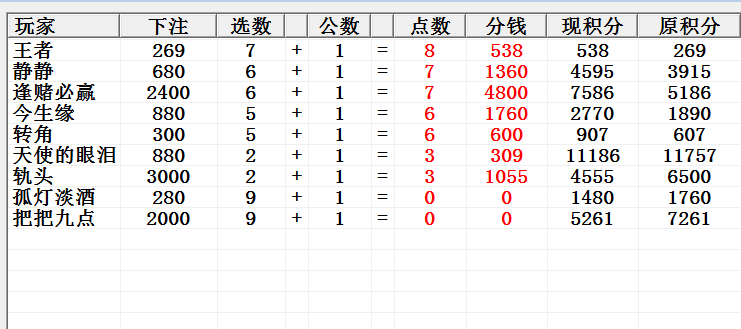 玩家 下注 选数 公数 点数 分钱 现积分 原积分
王者 269 7 + 1 = 8 538 538 269
静静 680 6 + 1 = 7 1360 4595 3915
逢赌必赢 2400 6 + 1 = 7 4800 7586 5186
今生缘 880 5 + 1 = 6 1760 2770 1890
转角 300 5 + 1 = 6 600 907 607
天使的眼泪 880 2 + 1 = 3 309 11186 11757
轨头 3000 2 + 1 = 3 1055 4555 6500
孤灯淡酒 280 9 + 1 = 0 0 1480 1760
把把九点 2000 9 + 1 = 0 0 5261 7261